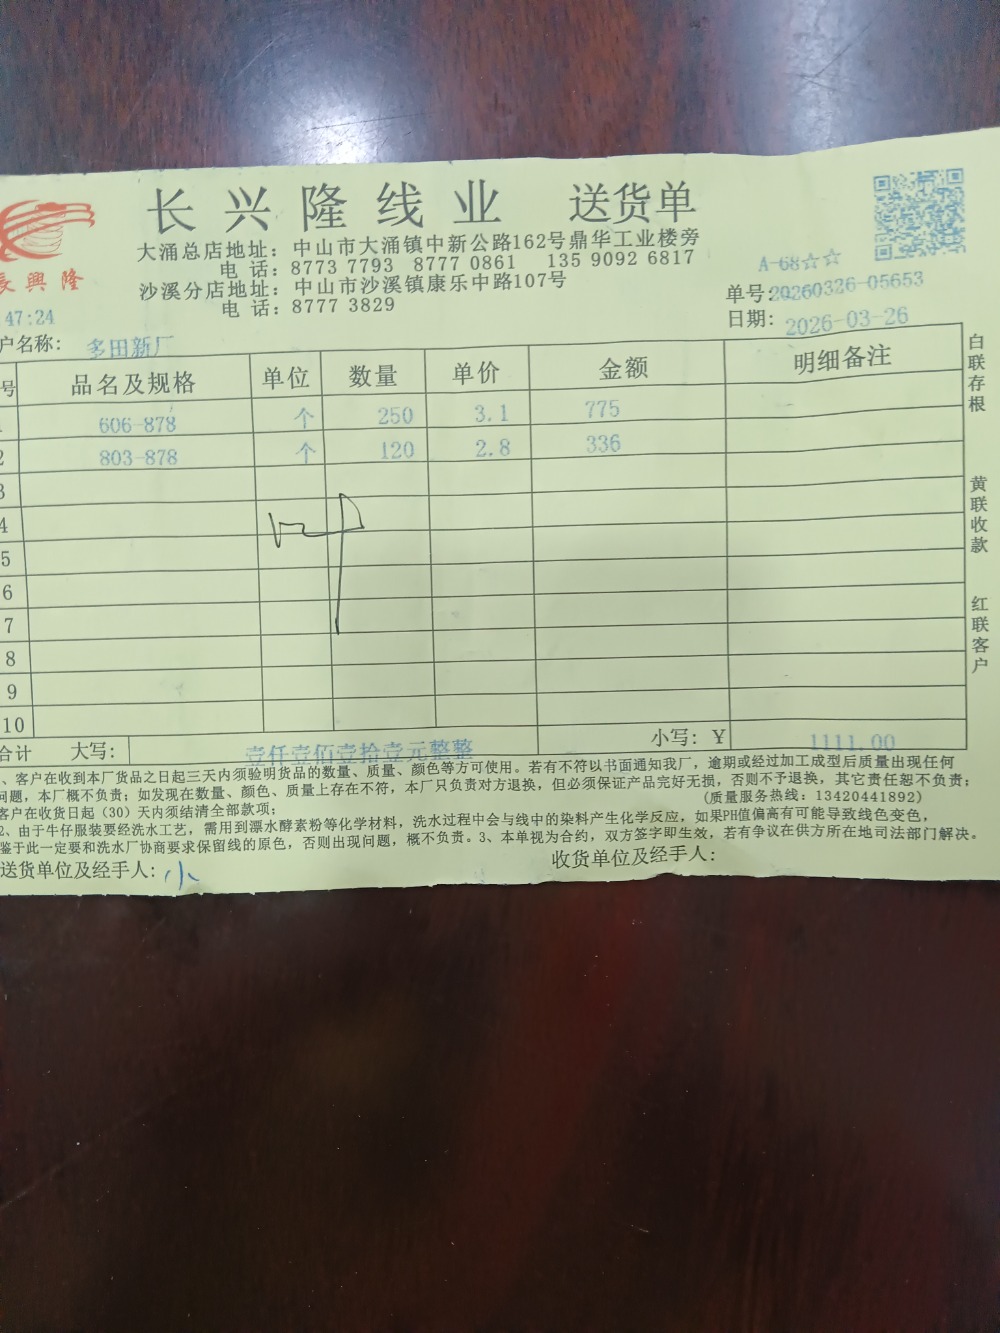 长兴隆线业 送货单
長興隆
大涌总店地址：中山市大涌镇中新公路162号鼎华工业楼旁
电 话：8773 7793 8777 0861 135 9092 6817
沙溪分店地址：中山市沙溪镇康乐中路107号
电 话：8777 3829
A-68☆☆
单号：20260326-05653
日期：2026-03-26
47:24
户名称：多田新厂
号 品名及规格 单位 数量 单价 金额 明细备注
1 606-878 个 250 3.1 775
2 803-878 个 120 2.8 336
3
4
5
6
7
8
9
10
合计 大写：壹仟壹佰壹拾壹元整整 小写：￥1111.00
白联存根
黄联收款
红联客户
、客户在收到本厂货品之日起三天内须验明货品的数量、质量、颜色等方可使用。若有不符以书面通知我厂，逾期或经过加工成型后质量出现任何
问题，本厂概不负责；如发现在数量、颜色、质量上存在不符，本厂只负责对方退换，但必须保证产品完好无损，否则不予退换，其它责任恕不负责；
客户在收货日起（30）天内须结清全部款项； (质量服务热线：13420441892)
2、由于牛仔服装要经洗水工艺，需用到漂水酵素粉等化学材料，洗水过程中会与线中的染料产生化学反应，如果PH值偏高有可能导致线色变色，
鉴于此一定要和洗水厂协商要求保留线的原色，否则出现问题，概不负责。3、本单视为合约，双方签字即生效，若有争议在供方所在地司法部门解决。
送货单位及经手人：小 收货单位及经手人：